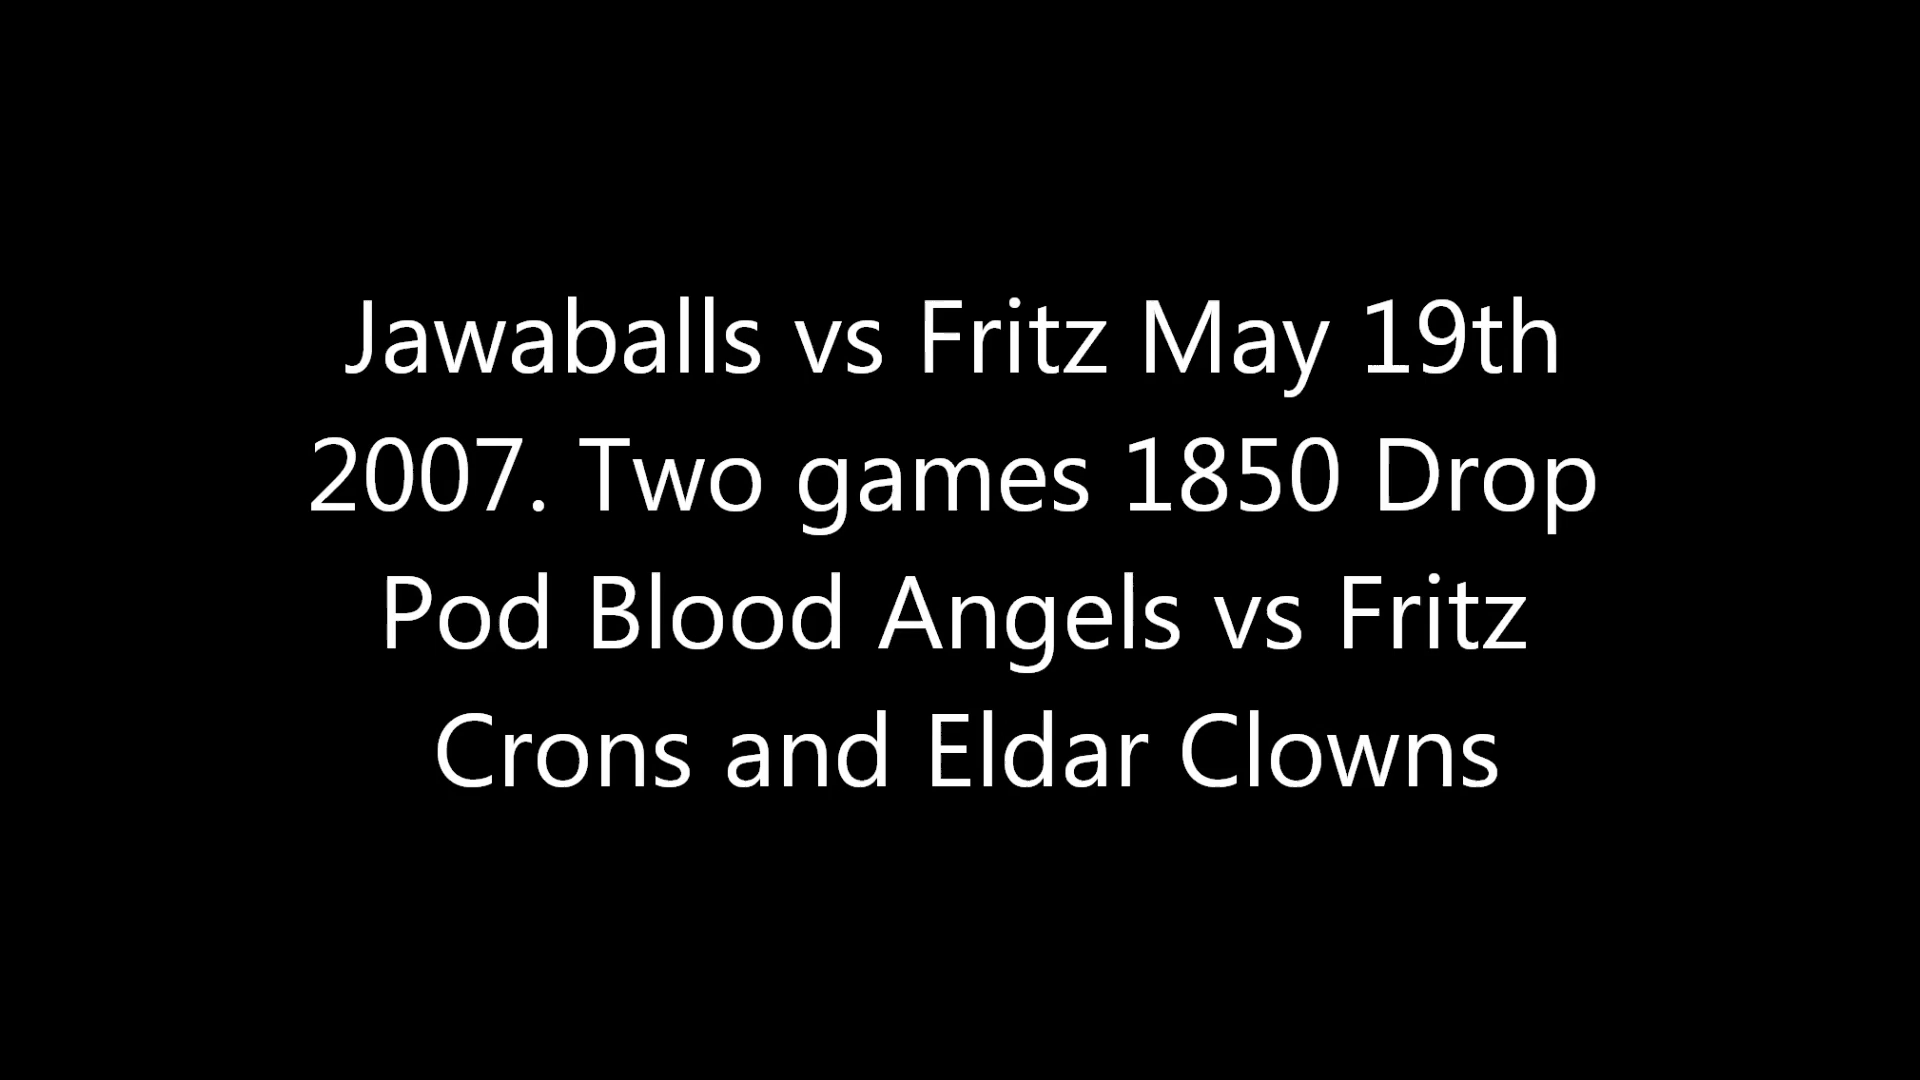 Jawaballs vs Fritz May 19th
2007. Two games 1850 Drop
Pod Blood Angels vs Fritz
Crons and Eldar Clowns